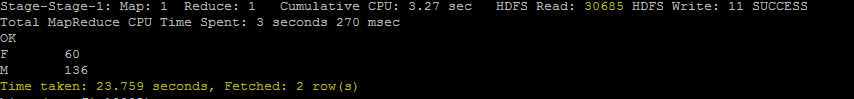 Stage-Stage-1: Map: 1  Reduce: 1   Cumulative CPU: 3.27 sec   HDFS Read: 30685 HDFS Write: 11 SUCCESS
Total MapReduce CPU Time Spent: 3 seconds 270 msec
OK
F       60
M       136
Time taken: 23.759 seconds, Fetched: 2 row(s)